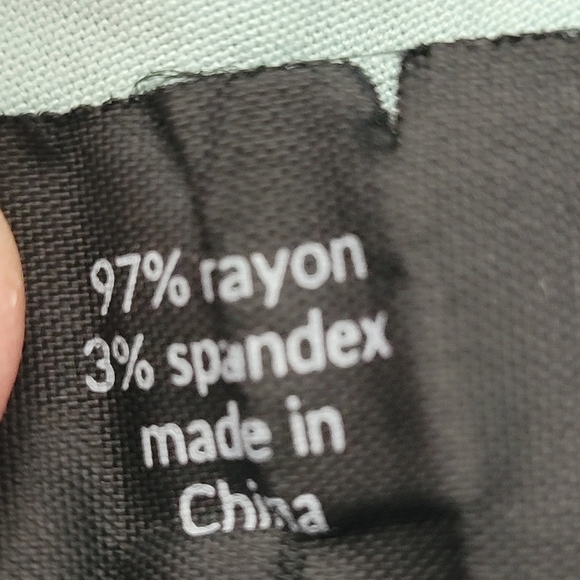 97% rayon
3% spandex
made in
China